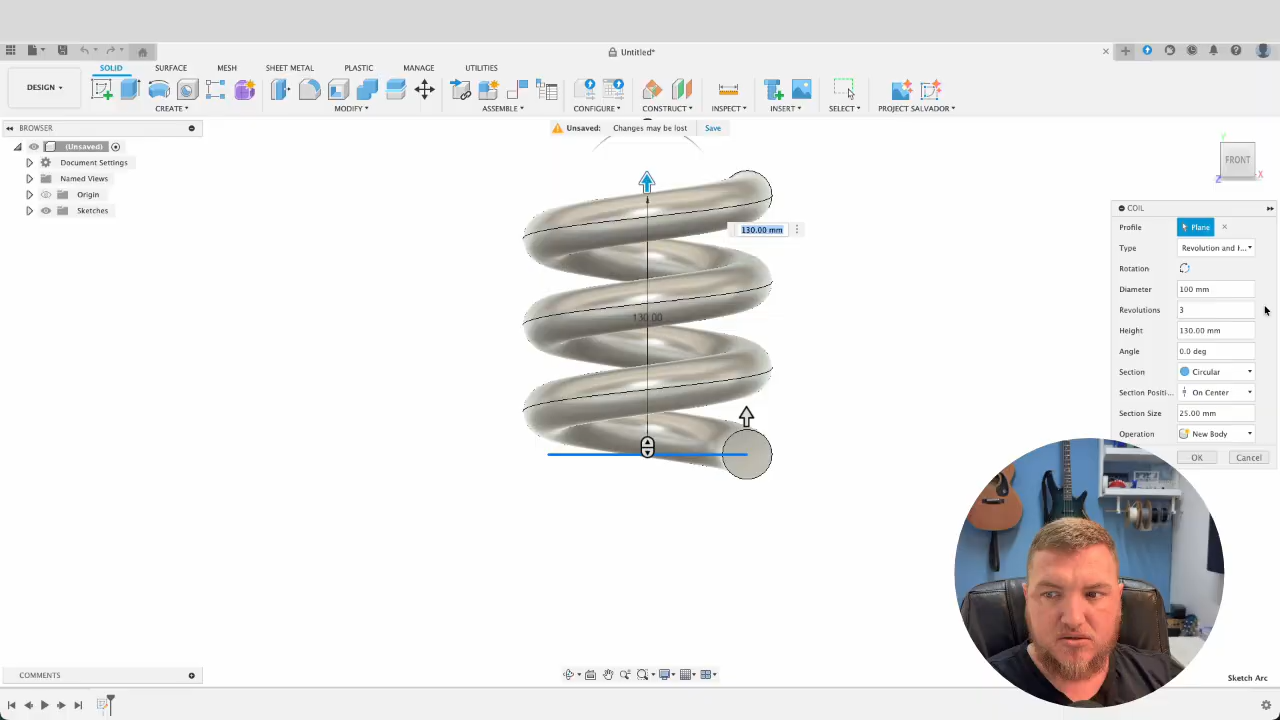 Untitled*
DESIGN
SOLID
SURFACE
MESH
SHEET METAL
PLASTIC
MANAGE
UTILITIES
CREATE
MODIFY
ASSEMBLE
CONFIGURE
CONSTRUCT
INSPECT
INSERT
SELECT
PROJECT SALVADOR
BROWSER
Unsaved: Changes may be lost Save
(Unsaved)
Document Settings
Named Views
Origin
Sketches
FRONT
Y
Z
X
130.00 mm
130.00
COIL
Profile Plane
Type Revolution and H...
Rotation
Diameter 100 mm
Revolutions 3
Height 130.00 mm
Angle 0.0 deg
Section Circular
Section Positi... On Center
Section Size 25.00 mm
Operation New Body
OK Cancel
COMMENTS
Sketch Arc